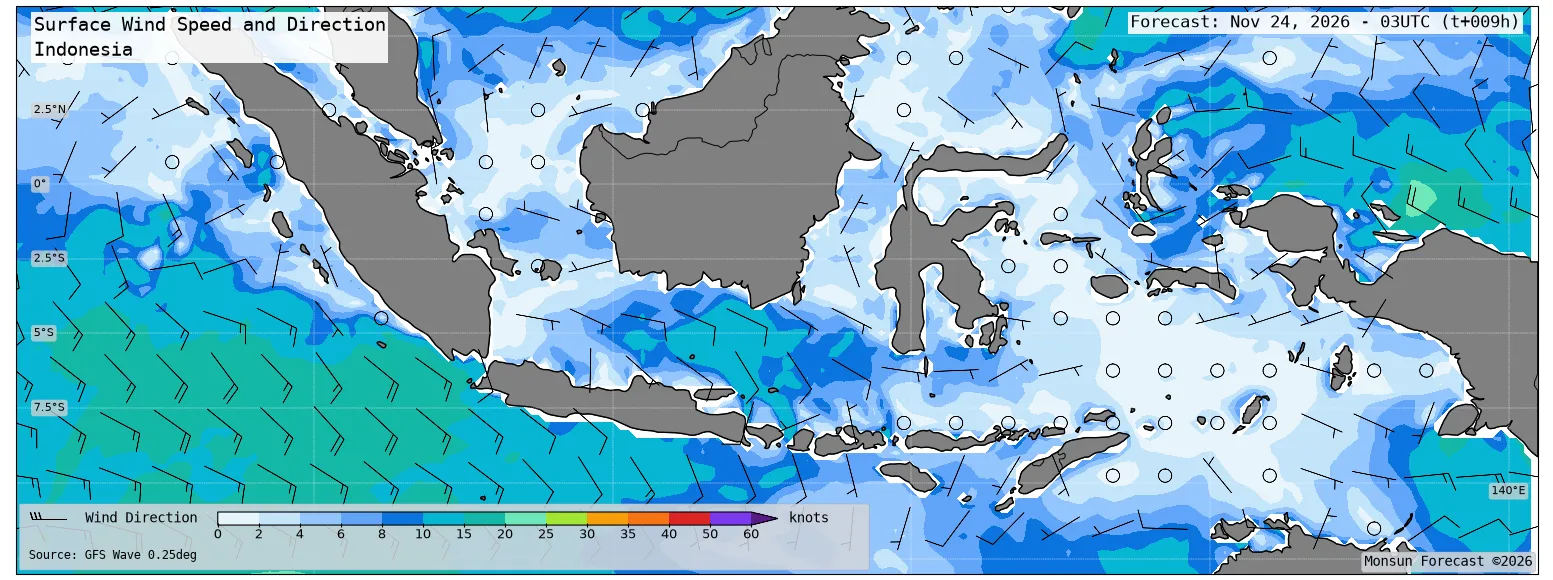 Surface Wind Speed and Direction
Indonesia
Forecast: Nov 24, 2026 - 03UTC (t+009h)
2.5°N
0°
2.5°S
5°S
7.5°S
140°E
Wind Direction
0 2 4 6 8 10 15 20 25 30 35 40 50 60
knots
Source: GFS Wave 0.25deg
Monsun Forecast ©2026